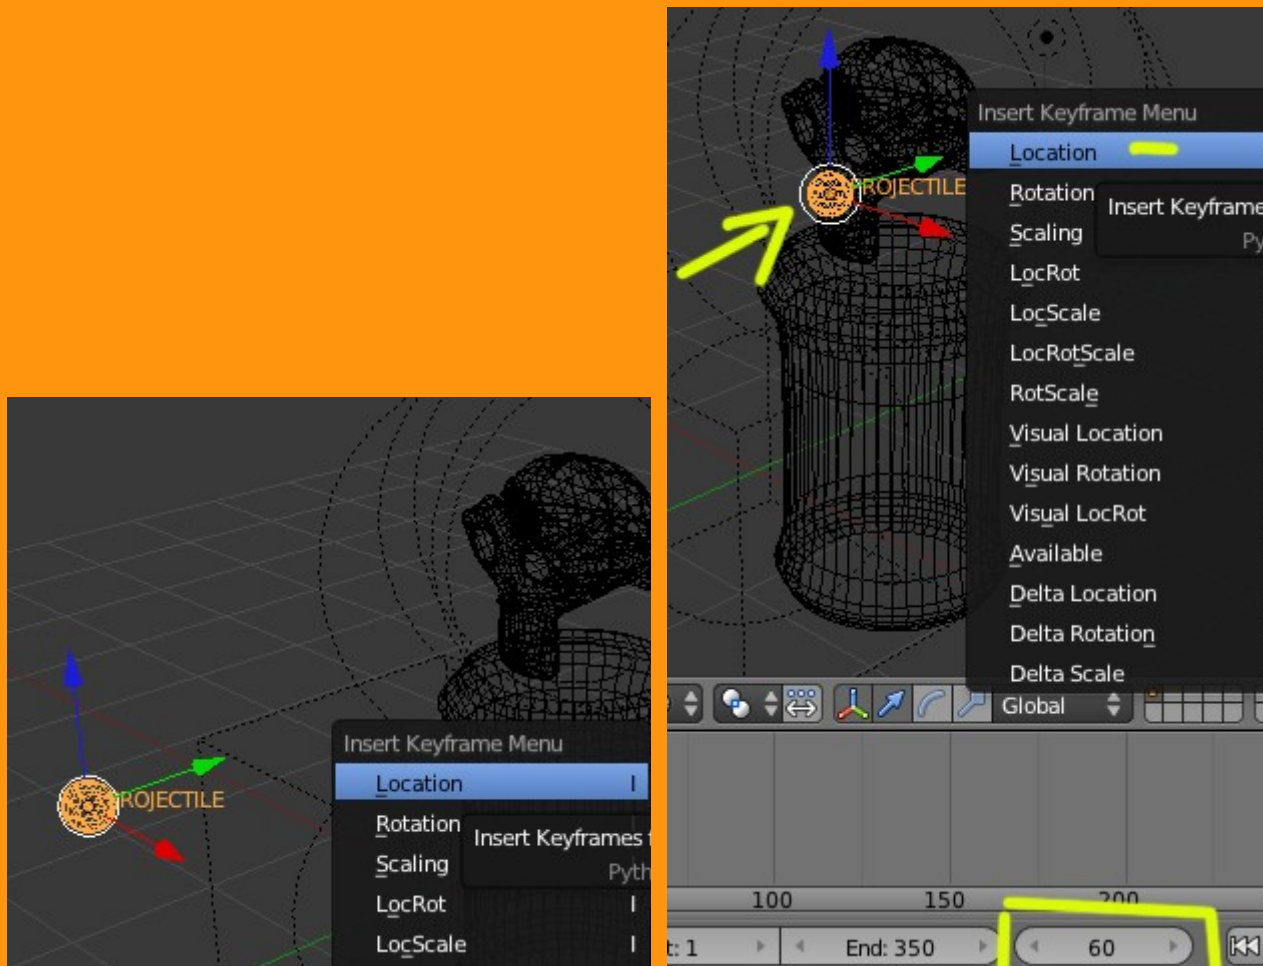 ROJECTILE
Insert Keyframe Menu
Location I
Rotation
Insert Keyframes f
Scaling
Pyth
LocRot I
LocScale I
Insert Keyframe Menu
Location
ROJECTILE
Rotation
Insert Keyframe
Scaling
Py
LocRot
LocScale
LocRotScale
RotScale
Visual Location
Visual Rotation
Visual LocRot
Available
Delta Location
Delta Rotation
Delta Scale
Global
100 150 200
t: 1 End: 350 60